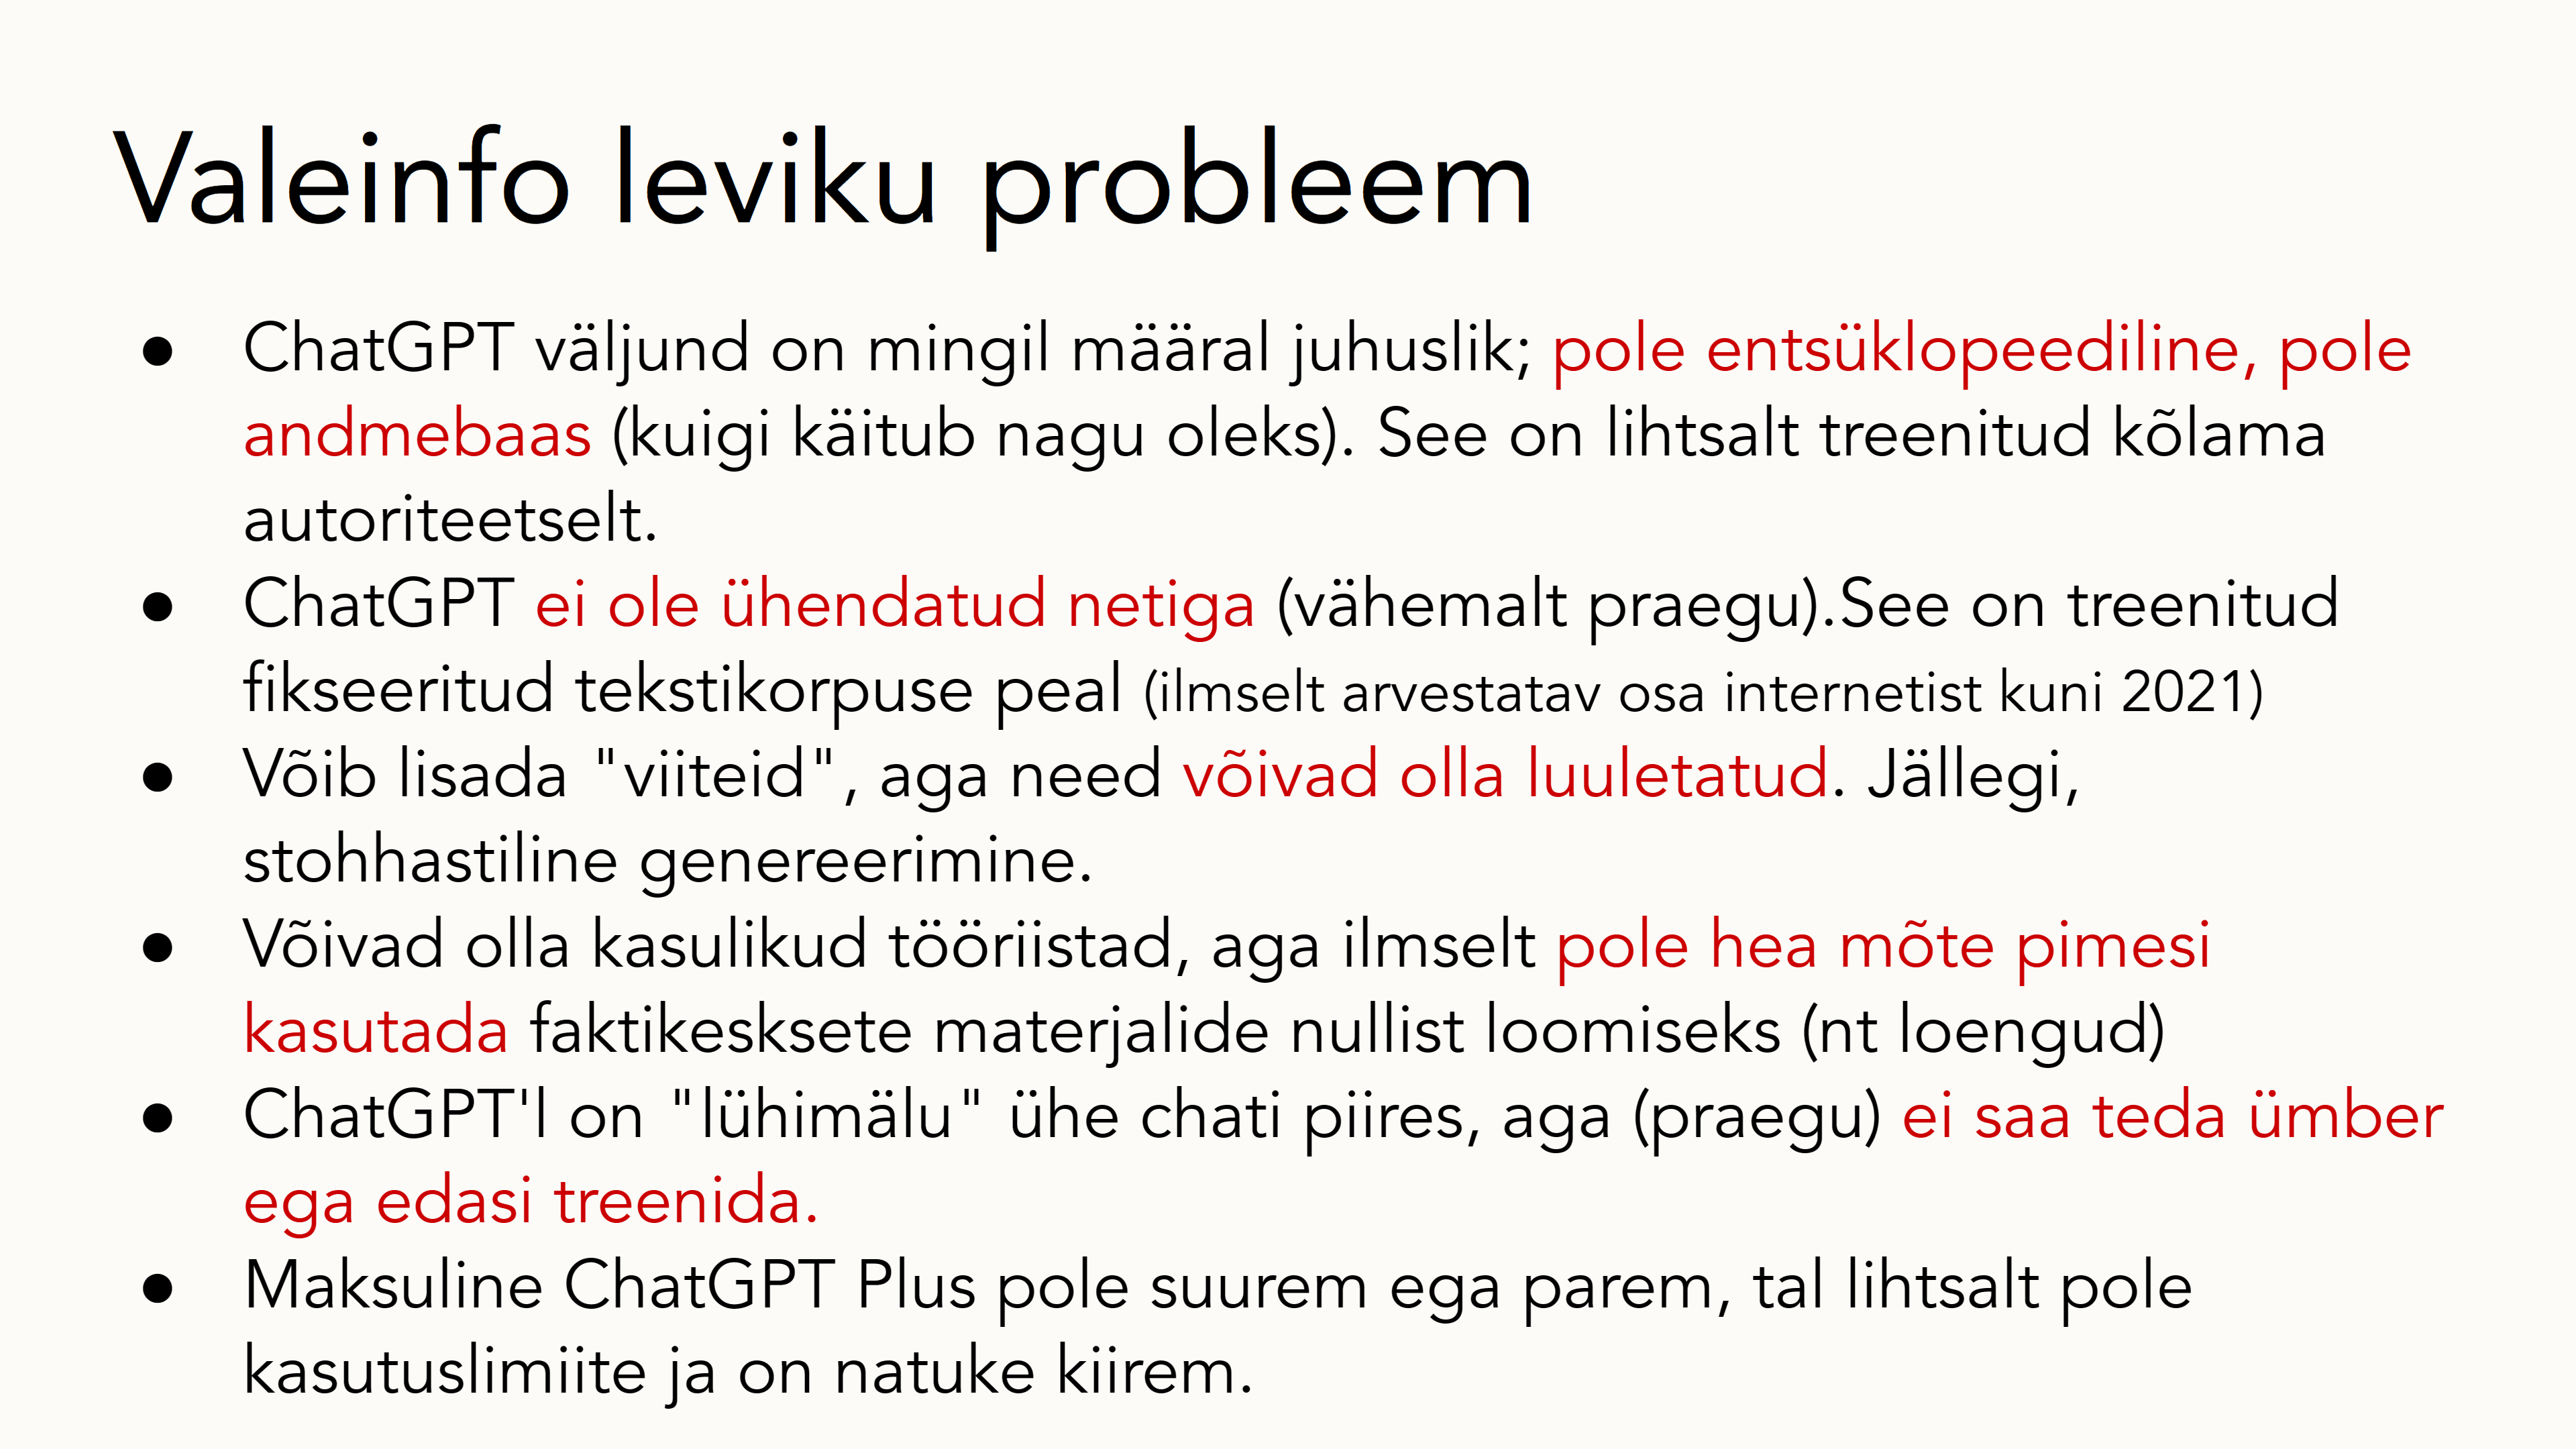 Valeinfo leviku probleem
● ChatGPT väljund on mingil määral juhuslik; pole entsüklopeediline, pole
andmebaas (kuigi käitub nagu oleks). See on lihtsalt treenitud kõlama
autoriteetselt.
● ChatGPT ei ole ühendatud netiga (vähemalt praegu).See on treenitud
fikseeritud tekstikorpuse peal (ilmselt arvestatav osa internetist kuni 2021)
● Võib lisada "viiteid", aga need võivad olla luuletatud. Jällegi,
stohhastiline genereerimine.
● Võivad olla kasulikud tööriistad, aga ilmselt pole hea mõte pimesi
kasutada faktikesksete materjalide nullist loomiseks (nt loengud)
● ChatGPT'l on "lühimälu" ühe chati piires, aga (praegu) ei saa teda ümber
ega edasi treenida.
● Maksuline ChatGPT Plus pole suurem ega parem, tal lihtsalt pole
kasutuslimiite ja on natuke kiirem.